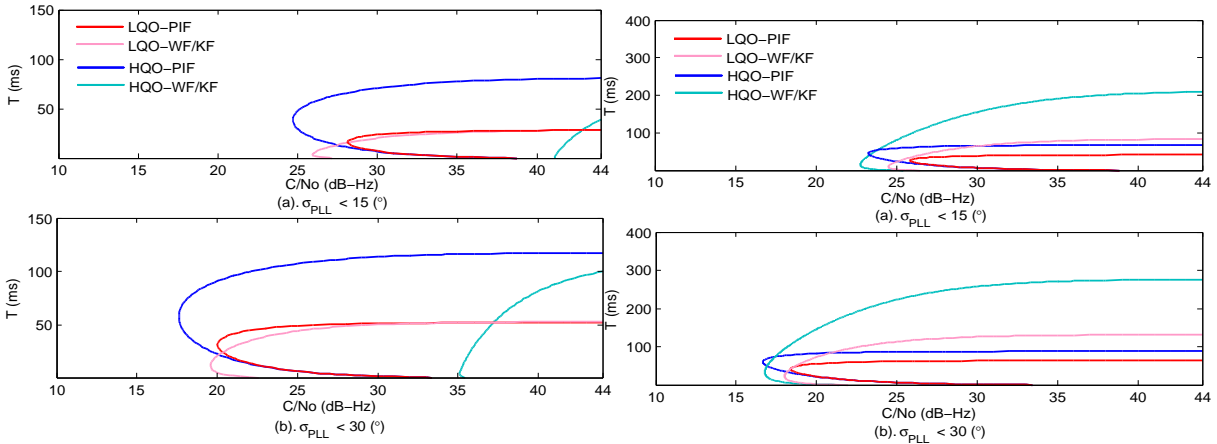 150
100
50
T (ms)
LQO−PIF
LQO−WF/KF
HQO−PIF
HQO−WF/KF
10 15 20 25 30 35 40 44
C/No (dB−Hz)
(a). σPLL < 15 (°)
400
300
200
100
T (ms)
LQO−PIF
LQO−WF/KF
HQO−PIF
HQO−WF/KF
10 15 20 25 30 35 40 44
C/No (dB−Hz)
(a). σPLL < 15 (°)
150
100
50
T (ms)
10 15 20 25 30 35 40 44
C/No (dB−Hz)
(b). σPLL < 30 (°)
400
300
200
100
T (ms)
10 15 20 25 30 35 40 44
C/No (dB−Hz)
(b). σPLL < 30 (°)